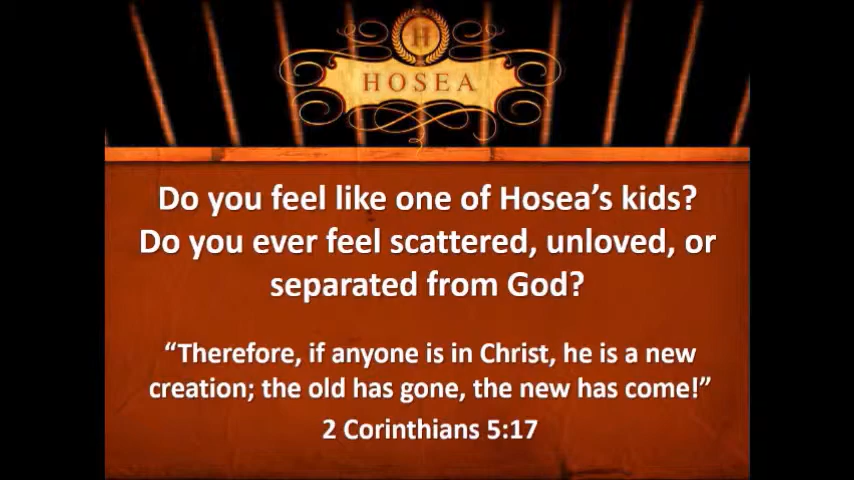 H
HOSEA
Do you feel like one of Hosea's kids?
Do you ever feel scattered, unloved, or
separated from God?
“Therefore, if anyone is in Christ, he is a new
creation; the old has gone, the new has come!”
2 Corinthians 5:17